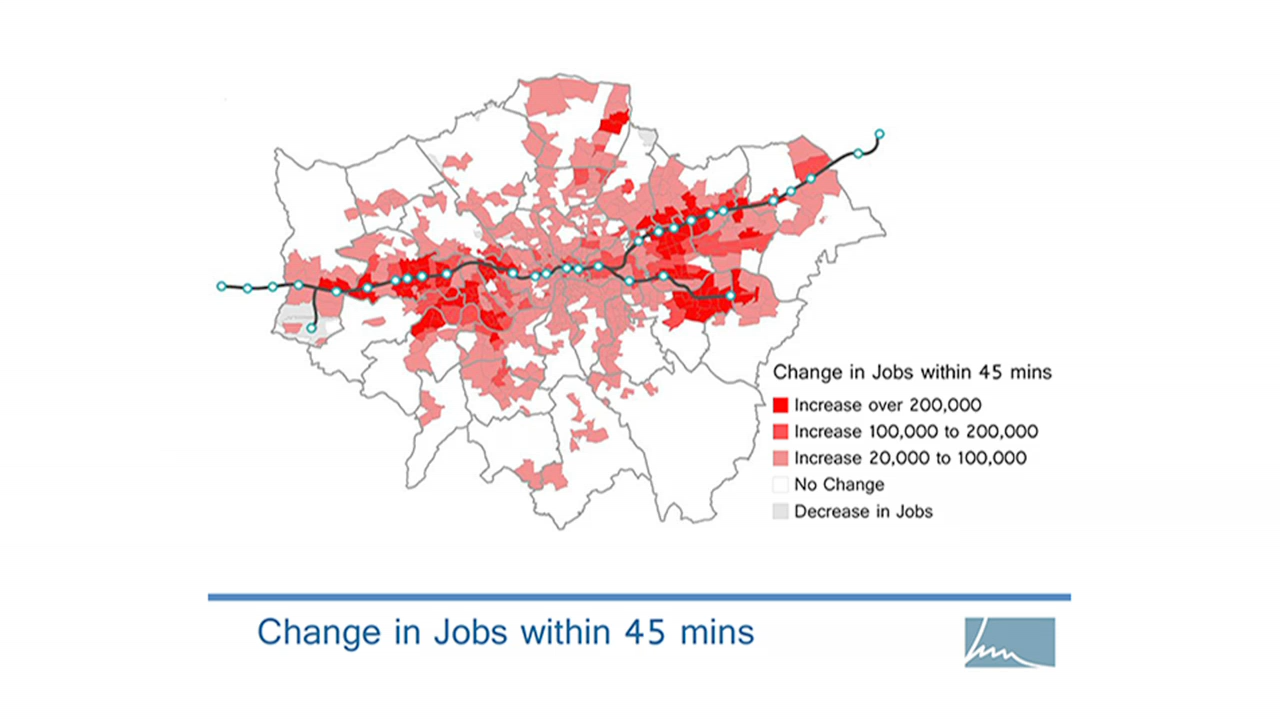 Change in Jobs within 45 mins
Increase over 200,000
Increase 100,000 to 200,000
Increase 20,000 to 100,000
No Change
Decrease in Jobs
Change in Jobs within 45 mins